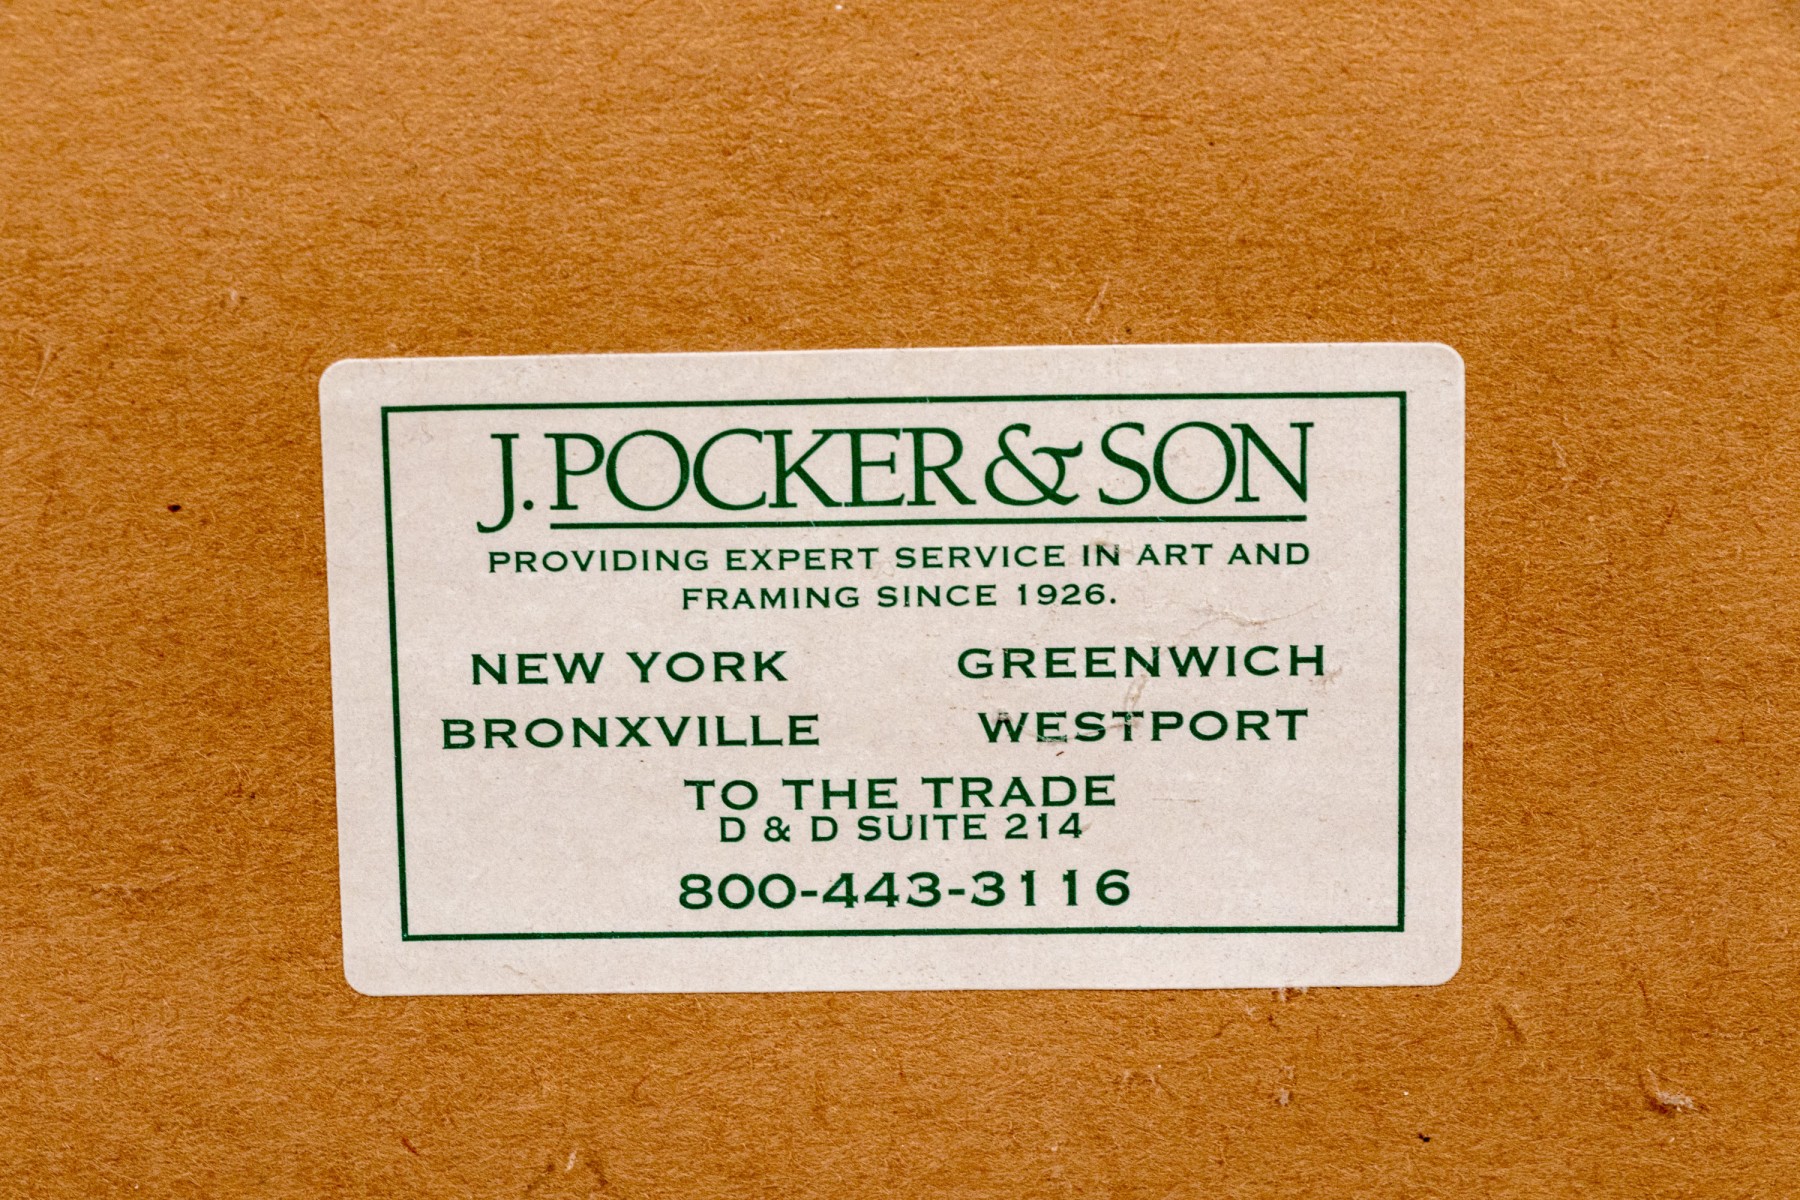 J. POCKER & SON
PROVIDING EXPERT SERVICE IN ART AND
FRAMING SINCE 1926.
NEW YORK GREENWICH
BRONXVILLE WESTPORT
TO THE TRADE
D & D SUITE 214
800-443-3116